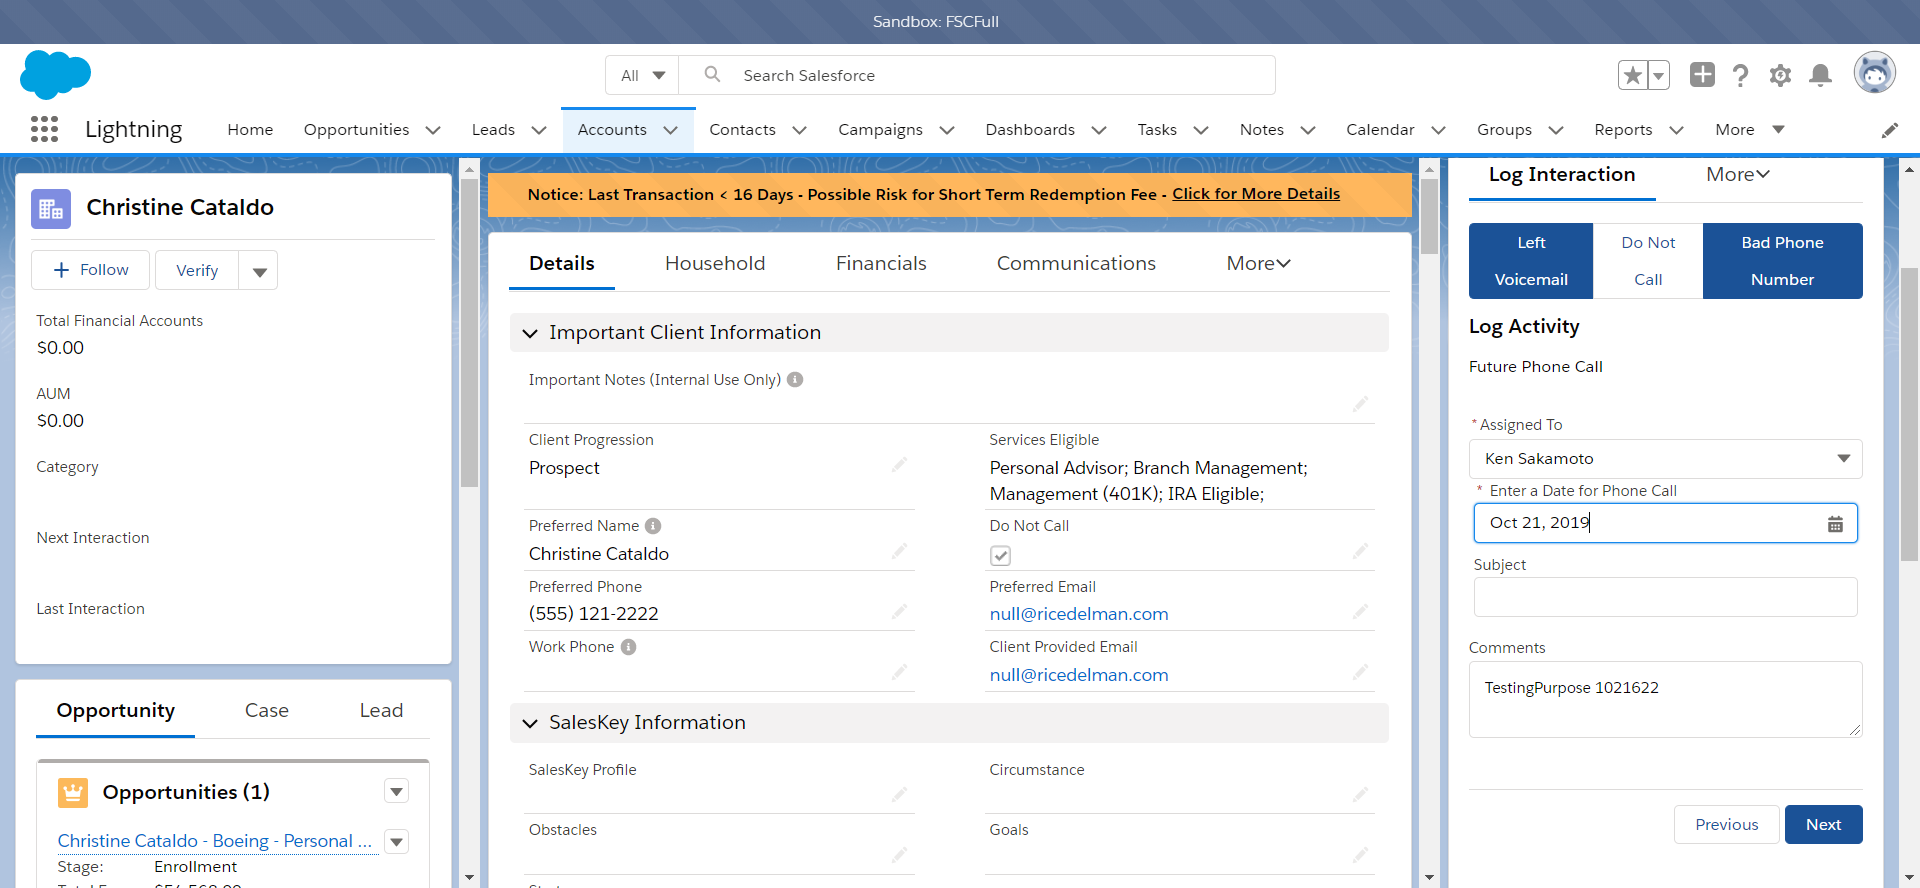 Sandbox: FSCFull
All
Search Salesforce
Lightning
Home
Opportunities
Leads
Accounts
Contacts
Campaigns
Dashboards
Tasks
Notes
Calendar
Groups
Reports
More
Christine Cataldo
+ Follow
Verify
Total Financial Accounts
$0.00
AUM
$0.00
Category
Next Interaction
Last Interaction
Opportunity
Case
Lead
Opportunities (1)
Christine Cataldo - Boeing - Personal ...
Stage: Enrollment
Notice: Last Transaction < 16 Days - Possible Risk for Short Term Redemption Fee - Click for More Details
Details
Household
Financials
Communications
More
Important Client Information
Important Notes (Internal Use Only)
Client Progression
Prospect
Services Eligible
Personal Advisor; Branch Management;
Management (401K); IRA Eligible;
Preferred Name
Christine Cataldo
Do Not Call
Preferred Phone
(555) 121-2222
Preferred Email
null@ricedelman.com
Work Phone
Client Provided Email
null@ricedelman.com
SalesKey Information
SalesKey Profile
Circumstance
Obstacles
Goals
Log Interaction
More
Left
Voicemail
Do Not
Call
Bad Phone
Number
Log Activity
Future Phone Call
* Assigned To
Ken Sakamoto
* Enter a Date for Phone Call
Oct 21, 2019
Subject
Comments
TestingPurpose 1021622
Previous
Next